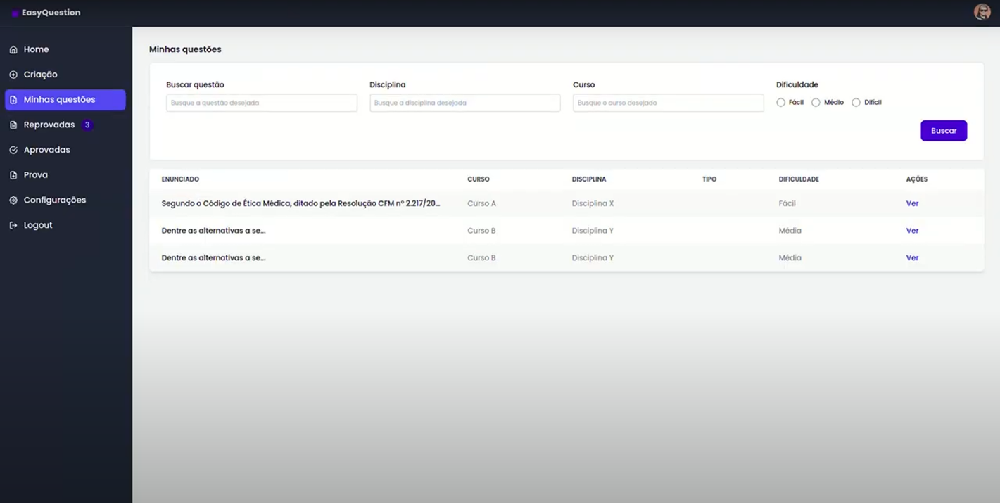 EasyQuestion
Home
Criação
Minhas questões
Reprovadas 3
Aprovadas
Prova
Configurações
Logout
Minhas questões
Buscar questão Disciplina Curso Dificuldade
Busque a questão desejada Busque a disciplina desejada Busque o curso desejado Fácil Médio Difícil
Buscar
ENUNCIADO CURSO DISCIPLINA TIPO DIFICULDADE AÇÕES
Segundo o Código de Ética Médica, ditado pela Resolução CFM nº 2.217/20... Curso A Disciplina X Fácil Ver
Dentre as alternativas a se... Curso B Disciplina Y Média Ver
Dentre as alternativas a se... Curso B Disciplina Y Média Ver